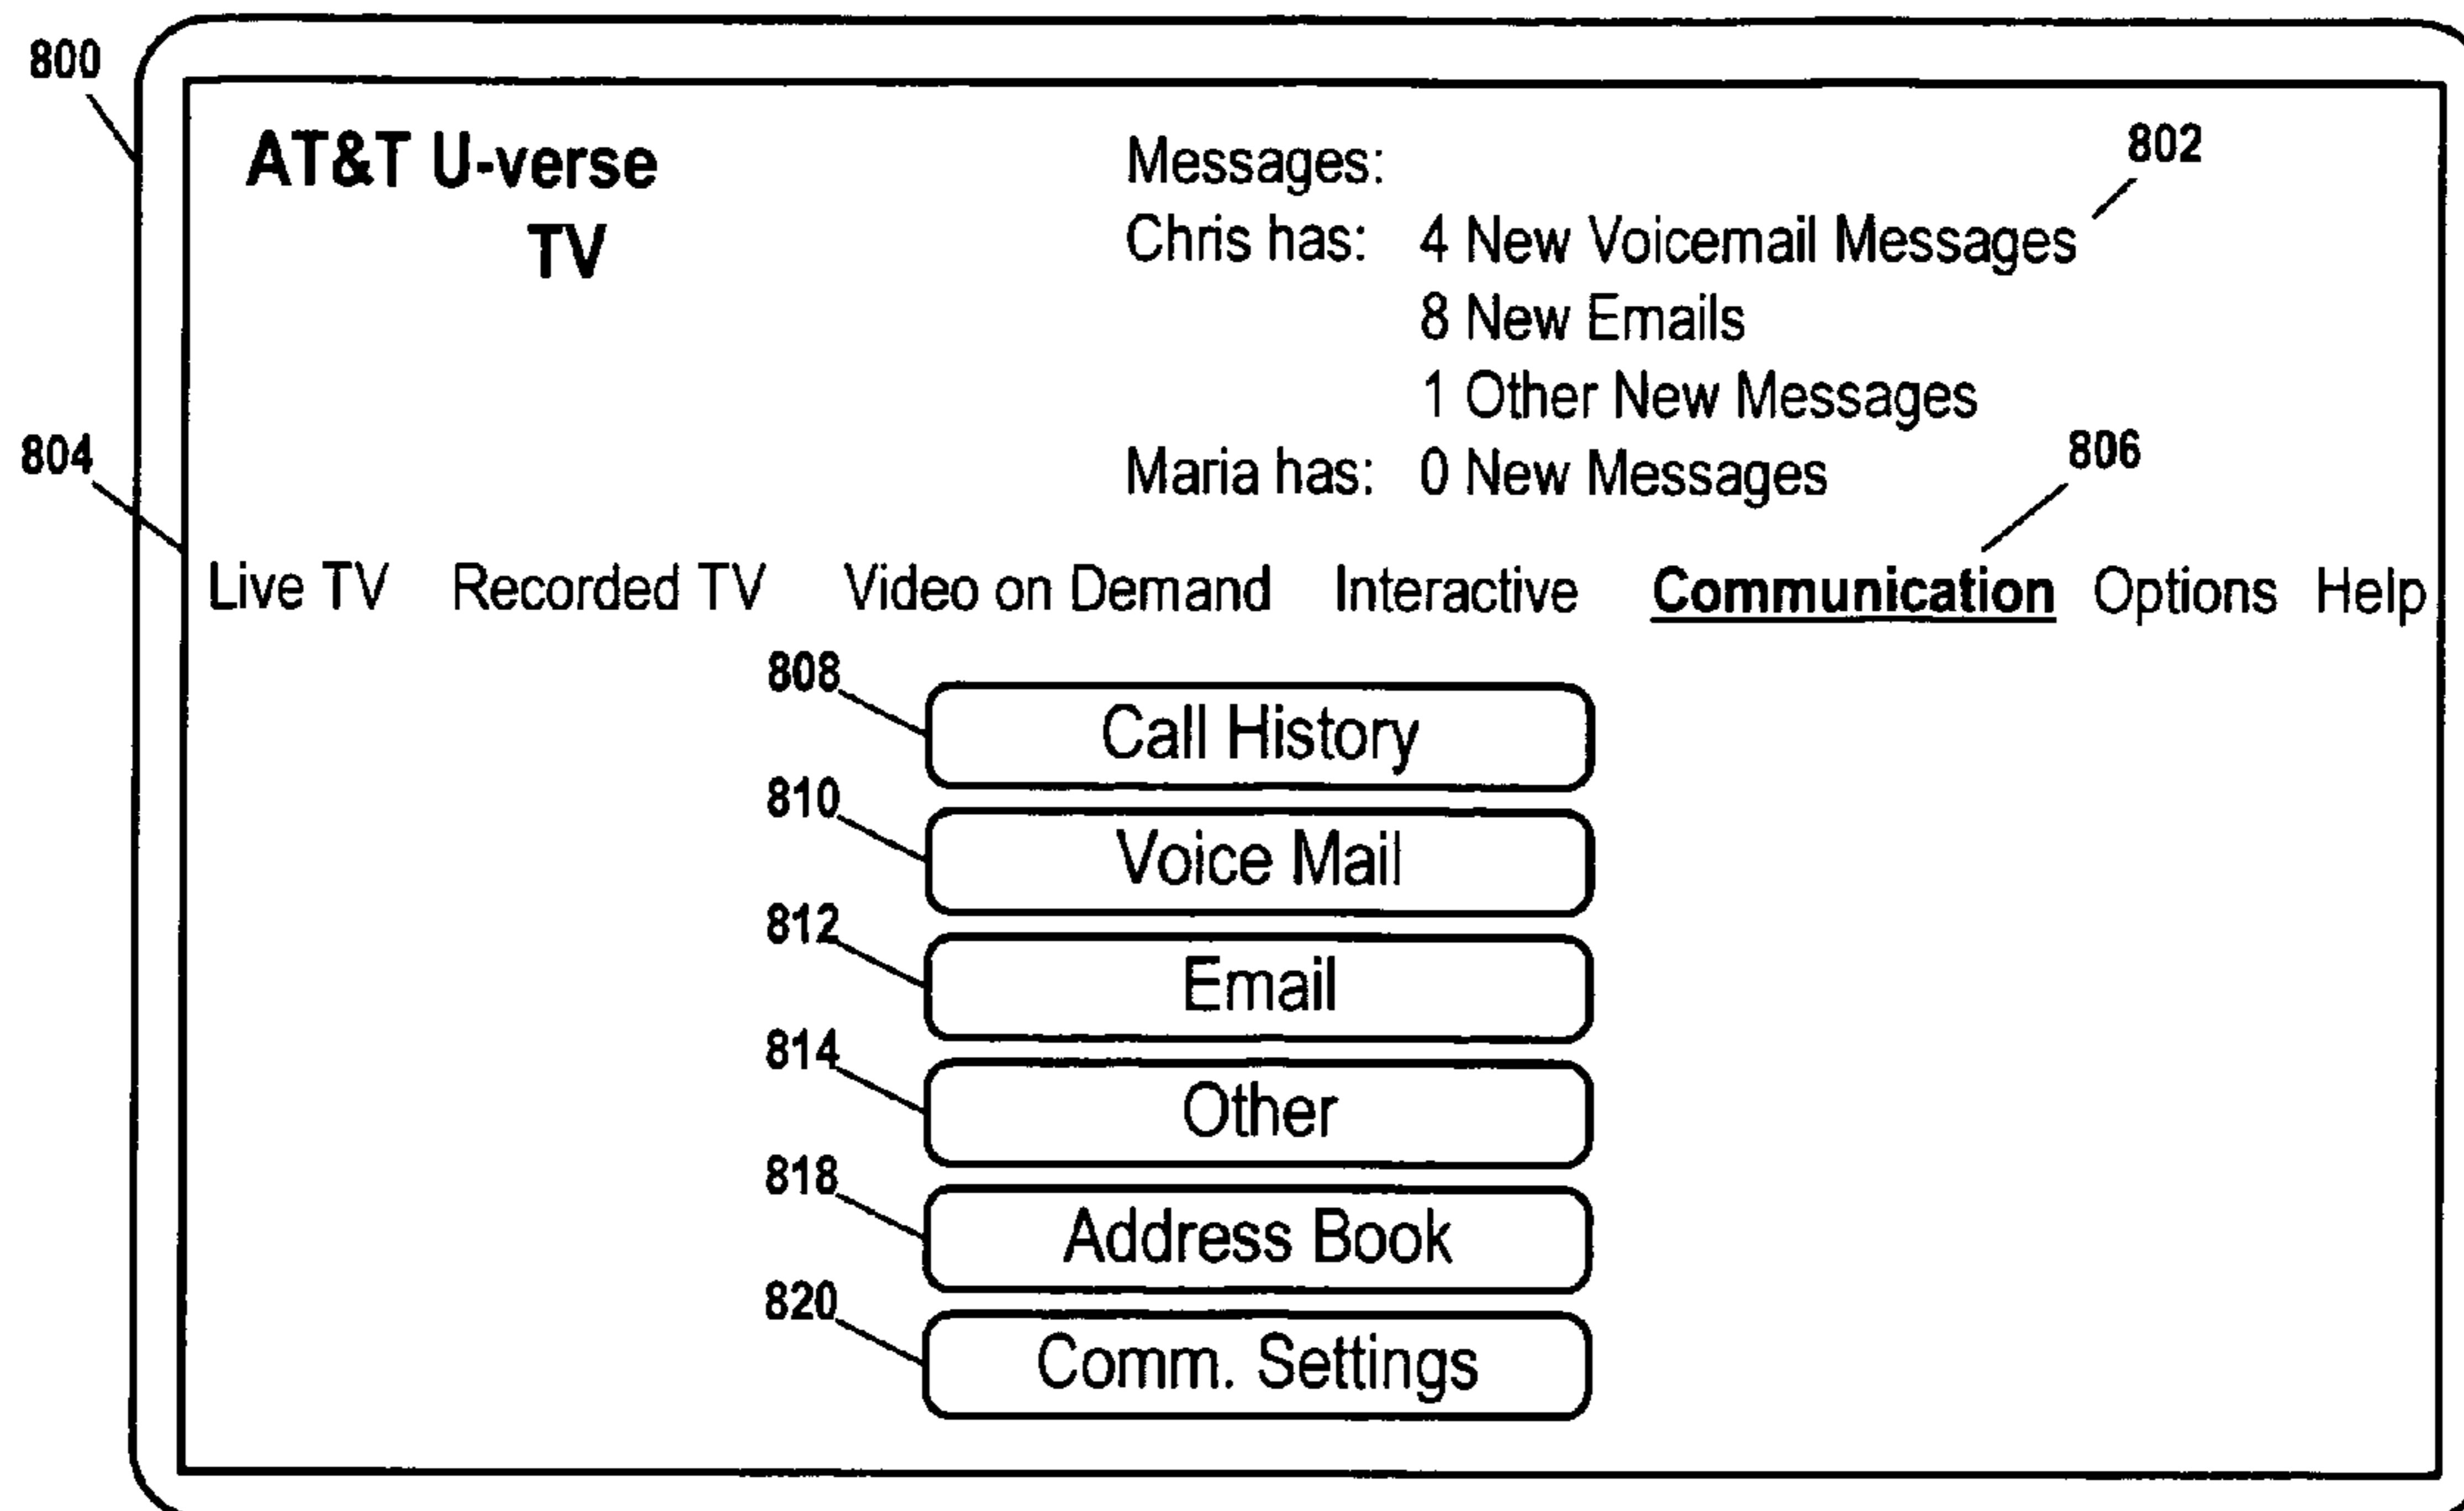 800
AT&T U-verse
TV
Messages:
802
Chris has: 4 New Voicemail Messages
8 New Emails
1 Other New Messages
804
Maria has: 0 New Messages
806
Live TV Recorded TV Video on Demand Interactive Communication Options Help
808
Call History
810
Voice Mail
812
Email
814
Other
818
Address Book
820
Comm. Settings